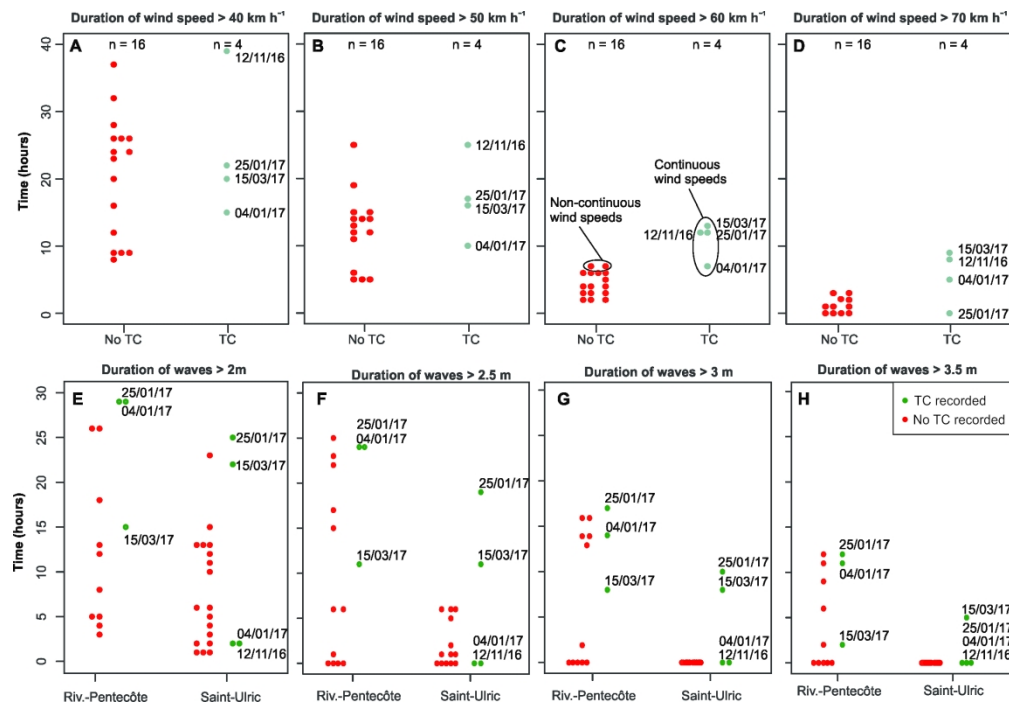 Duration of wind speed > 40 km h⁻¹
Duration of wind speed > 50 km h⁻¹
Duration of wind speed > 60 km h⁻¹
Duration of wind speed > 70 km h⁻¹
Time (hours)
40
30
20
10
0
A
n = 16
n = 4
12/11/16
25/01/17
15/03/17
04/01/17
No TC
TC
B
n = 16
n = 4
12/11/16
25/01/17
15/03/17
04/01/17
No TC
TC
C
n = 16
n = 4
Continuous
wind speeds
Non-continuous
wind speeds
15/03/17
12/11/16
25/01/17
04/01/17
No TC
TC
D
n = 16
n = 4
15/03/17
12/11/16
04/01/17
25/01/17
No TC
TC
Duration of waves > 2m
Duration of waves > 2.5 m
Duration of waves > 3 m
Duration of waves > 3.5 m
Time (hours)
30
25
20
15
10
5
0
E
25/01/17
04/01/17
25/01/17
15/03/17
15/03/17
04/01/17
12/11/16
Riv.-Pentecôte
Saint-Ulric
F
25/01/17
04/01/17
25/01/17
15/03/17
15/03/17
04/01/17
12/11/16
Riv.-Pentecôte
Saint-Ulric
G
25/01/17
04/01/17
15/03/17
25/01/17
15/03/17
04/01/17
12/11/16
Riv.-Pentecôte
Saint-Ulric
H
TC recorded
No TC recorded
25/01/17
04/01/17
15/03/17
15/03/17
25/01/17
04/01/17
12/11/16
Riv.-Pentecôte
Saint-Ulric